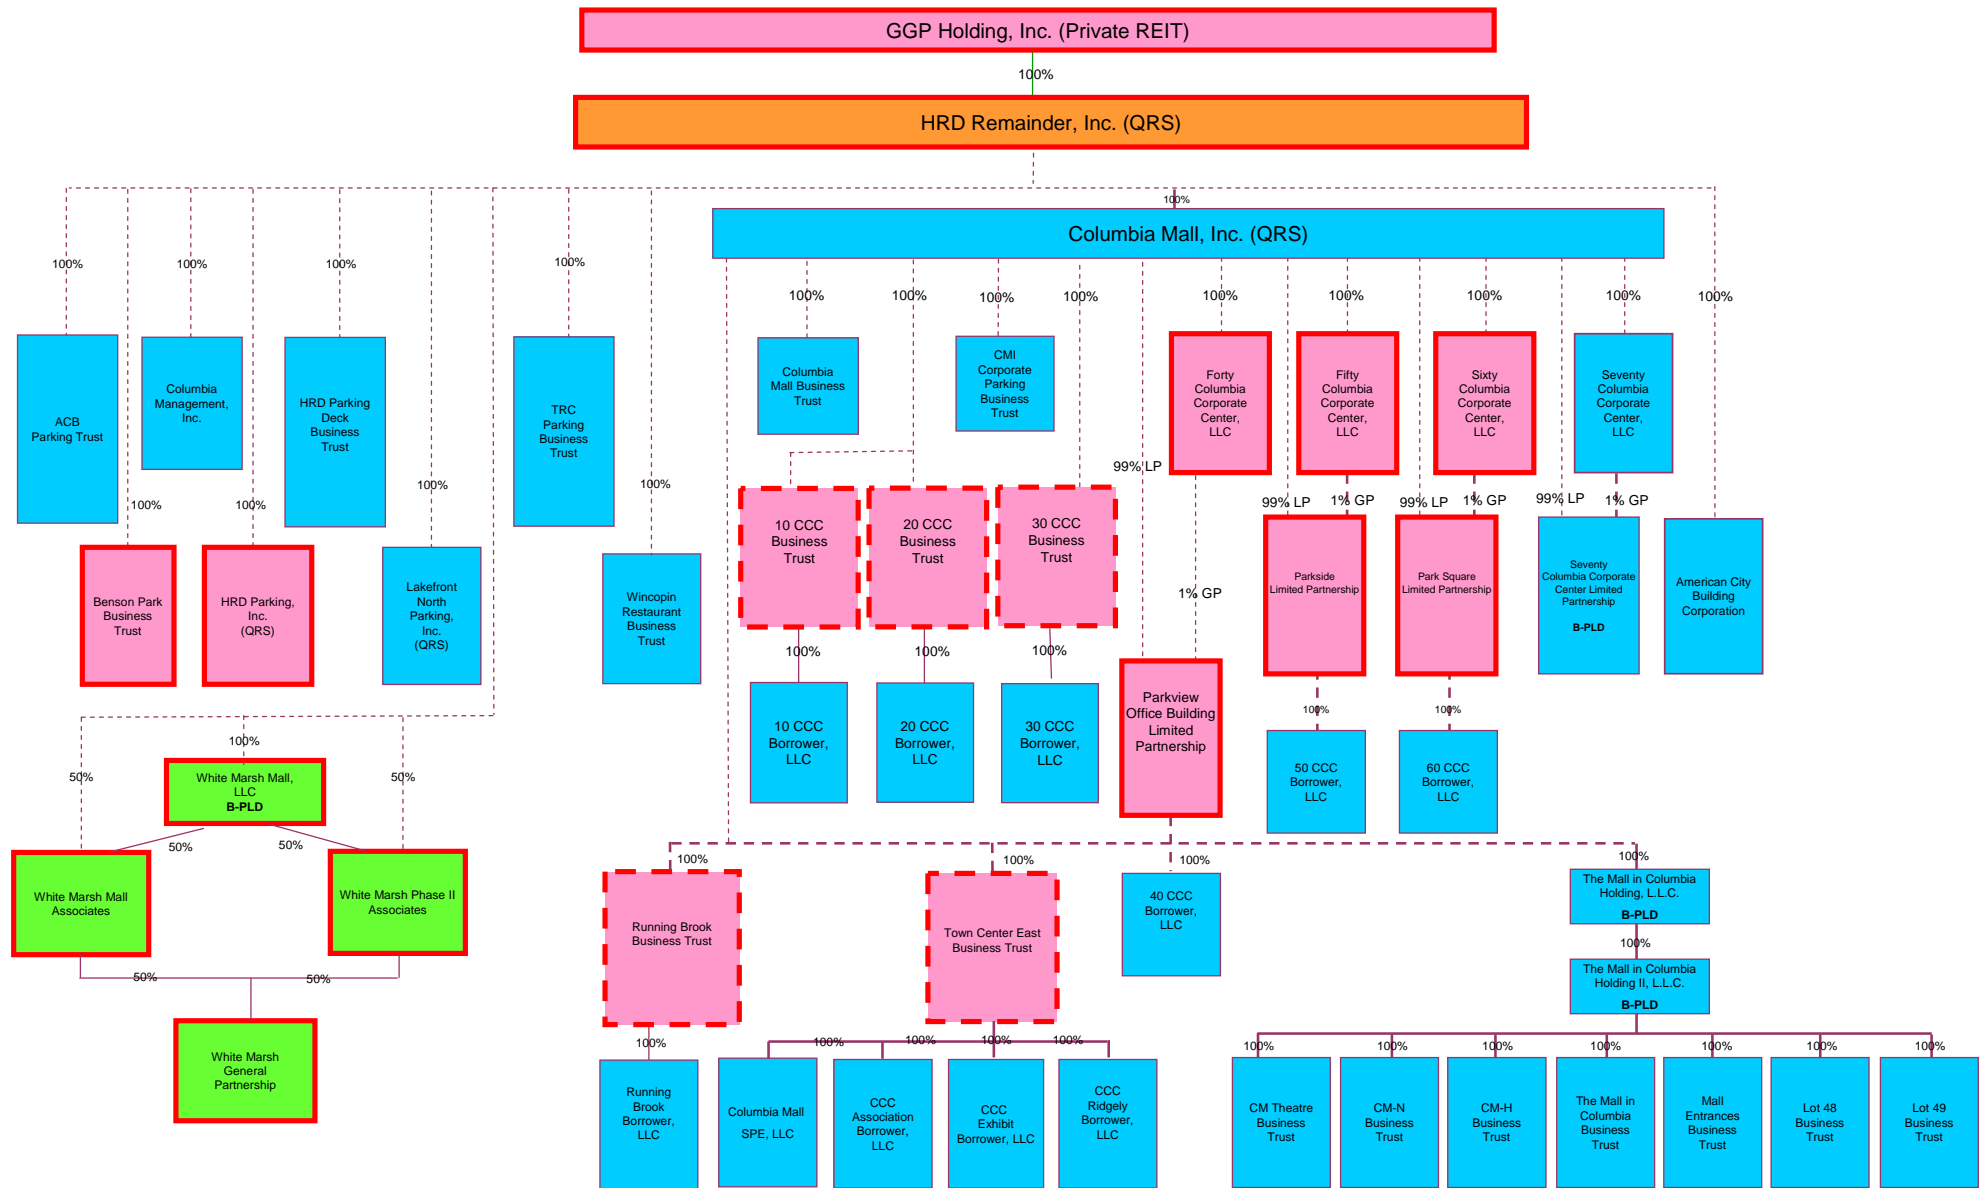 GGP Holding, Inc. (Private REIT)
100%
HRD Remainder, Inc. (QRS)
100%
Columbia Mall, Inc. (QRS)
100%
100%
100%
100%
100%
100%
100%
100%
100%
100%
100%
100%
100%
100%
ACB
Parking Trust
Columbia
Management,
Inc.
HRD Parking
Deck
Business
Trust
TRC
Parking
Business
Trust
Columbia
Mall Business
Trust
CMI
Corporate
Parking
Business
Trust
Forty
Columbia
Corporate
Center,
LLC
Fifty
Columbia
Corporate
Center,
LLC
Sixty
Columbia
Corporate
Center,
LLC
Seventy
Columbia
Corporate
Center,
LLC
100%
100%
100%
100%
99% LP
99% LP
1% GP
99% LP
1% GP
99% LP
1% GP
Benson Park
Business
Trust
HRD Parking,
Inc.
(QRS)
Lakefront
North
Parking,
Inc.
(QRS)
Wincopin
Restaurant
Business
Trust
10 CCC
Business
Trust
20 CCC
Business
Trust
30 CCC
Business
Trust
1% GP
Parkside
Limited Partnership
Park Square
Limited Partnership
Seventy
Columbia Corporate
Center Limited
Partnership
B-PLD
American City
Building
Corporation
100%
100%
100%
10 CCC
Borrower,
LLC
20 CCC
Borrower,
LLC
30 CCC
Borrower,
LLC
Parkview
Office Building
Limited
Partnership
100%
100%
50 CCC
Borrower,
LLC
60 CCC
Borrower,
LLC
100%
50%
50%
White Marsh Mall,
LLC
B-PLD
50%
50%
White Marsh Mall
Associates
White Marsh Phase II
Associates
50%
50%
White Marsh
General
Partnership
100%
100%
100%
100%
Running Brook
Business Trust
Town Center East
Business Trust
40 CCC
Borrower,
LLC
The Mall in Columbia
Holding, L.L.C.
B-PLD
100%
The Mall in Columbia
Holding II, L.L.C.
B-PLD
100%
100%
100%
100%
100%
100%
100%
100%
100%
100%
100%
100%
Running
Brook
Borrower,
LLC
Columbia Mall
SPE, LLC
CCC
Association
Borrower,
LLC
CCC
Exhibit
Borrower, LLC
CCC
Ridgely
Borrower,
LLC
CM Theatre
Business
Trust
CM-N
Business
Trust
CM-H
Business
Trust
The Mall in
Columbia
Business
Trust
Mall
Entrances
Business
Trust
Lot 48
Business
Trust
Lot 49
Business
Trust